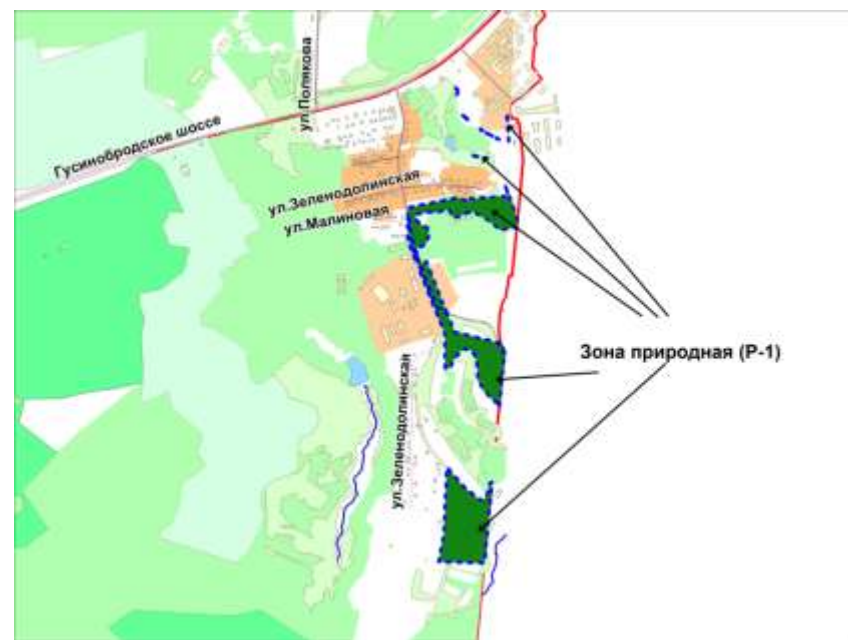 ул.Полякова
Гусинобродское шоссе
ул.Зеленодолинская
ул.Малиновая
Зона природная (Р-1)
ул.Зеленодолинская